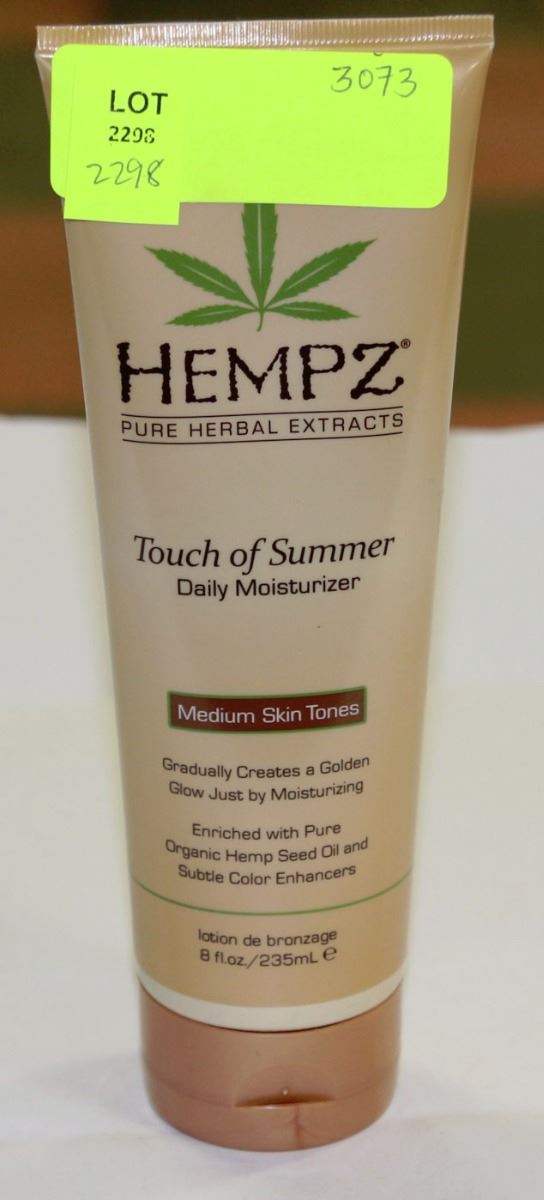 3073
LOT
2298
2298
HEMPZ®
PURE HERBAL EXTRACTS
Touch of Summer
Daily Moisturizer
Medium Skin Tones
Gradually Creates a Golden
Glow Just by Moisturizing
Enriched with Pure
Organic Hemp Seed Oil and
Subtle Color Enhancers
lotion de bronzage
8 fl.oz./235mL ℮